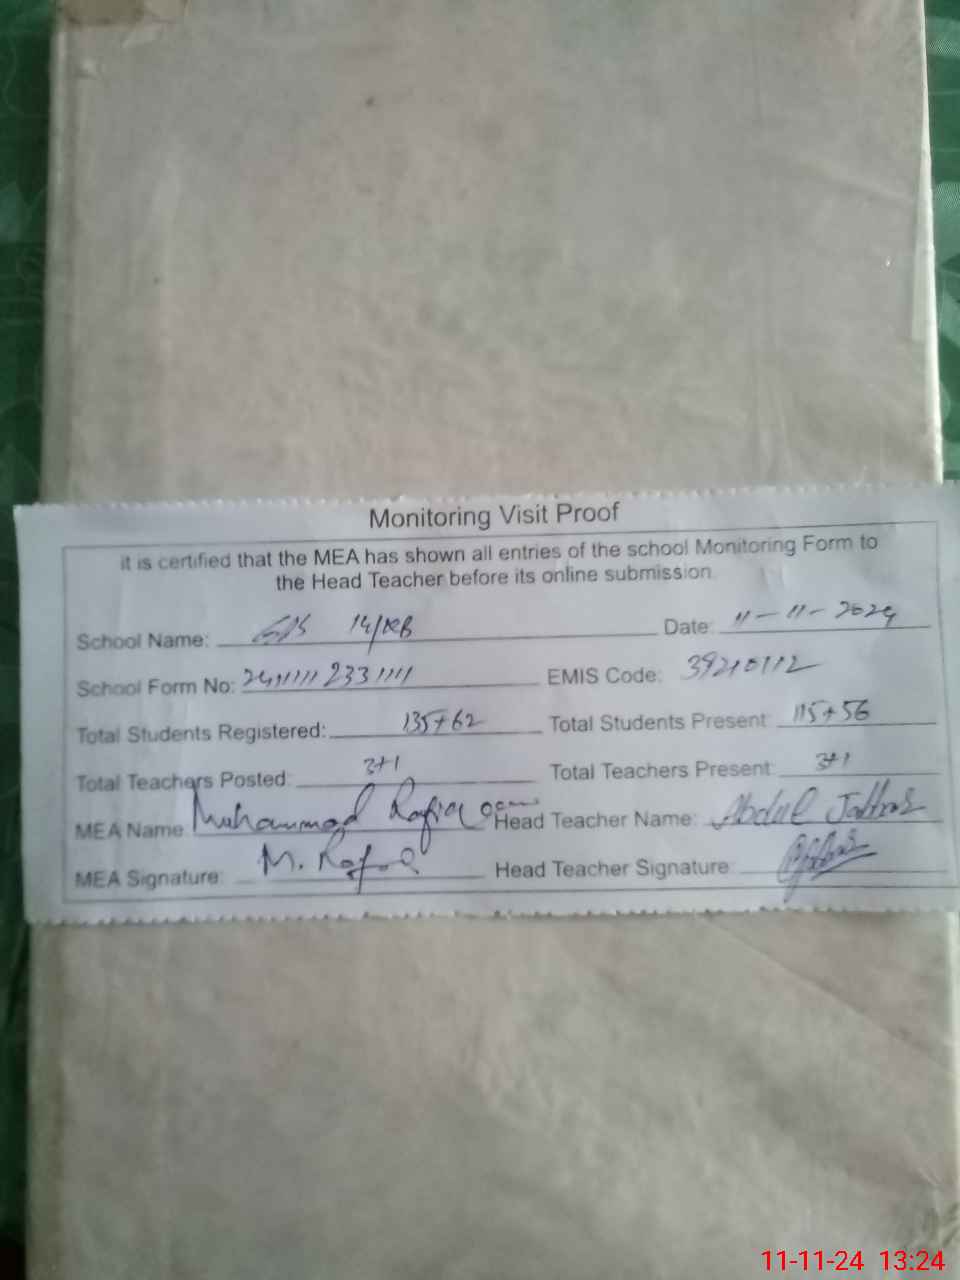 Monitoring Visit Proof
it is certified that the MEA has shown all entries of the school Monitoring Form to
the Head Teacher before its online submission.
School Name: 14/KB Date: 11-11-2024
School Form No: EMIS Code: 39210112
Total Students Registered: 135+62 Total Students Present: 115+56
Total Teachers Posted: 3+1 Total Teachers Present: 3+1
MEA Name: Muhammad Rafiq Head Teacher Name: Abdul Jabbar
MEA Signature: M. Rafiq Head Teacher Signature:
11-11-24 13:24